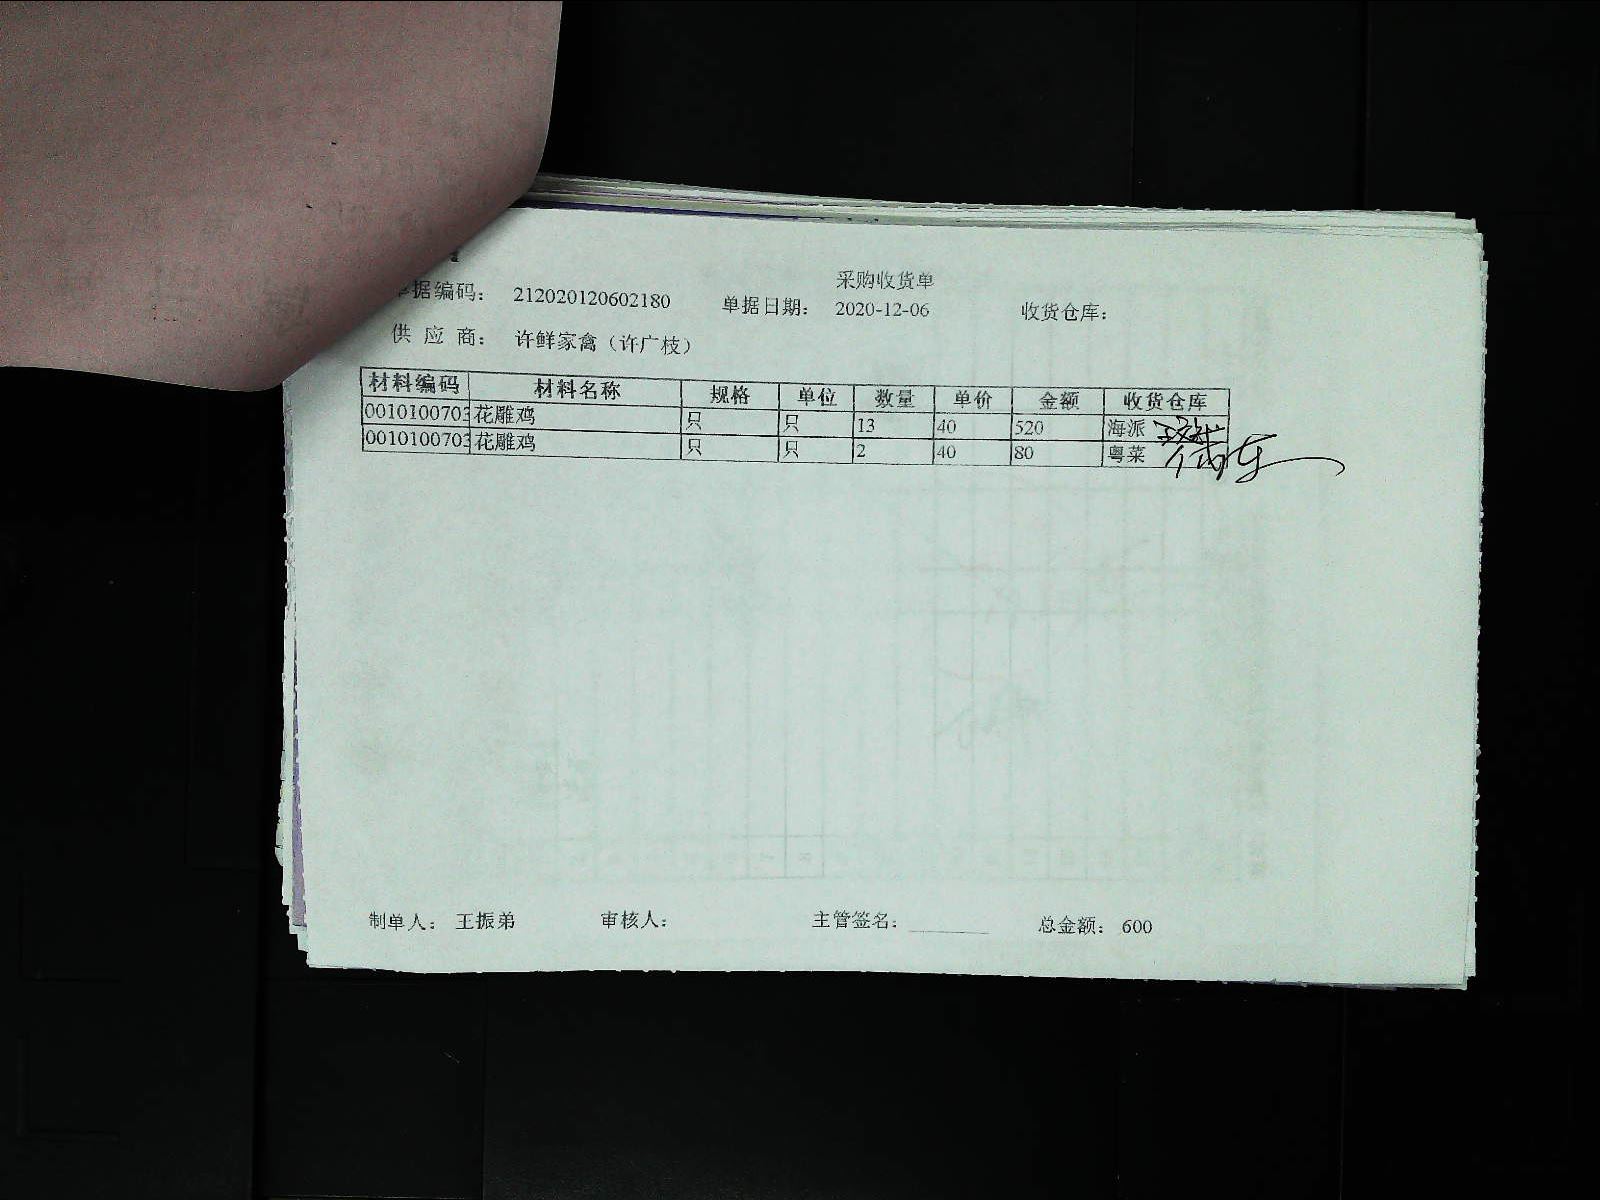 采购收货单
单据编码： 212020120602180 单据日期： 2020-12-06 收货仓库：
供 应 商： 许鲜家禽（许广枝）
材料编码 材料名称 规格 单位 数量 单价 金额 收货仓库
0010100703 花雕鸡 只 只 13 40 520 海派
0010100703 花雕鸡 只 只 2 40 80 粤菜
制单人： 王振弟 审核人： 主管签名： 总金额： 600